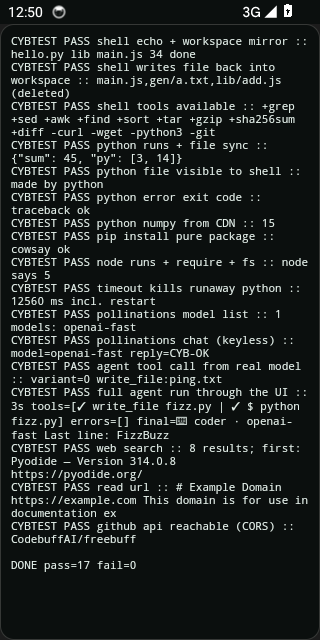 12:50
3G
CYBTEST PASS shell echo + workspace mirror ::
hello.py lib main.js 34 done
CYBTEST PASS shell writes file back into
workspace :: main.js,gen/a.txt,lib/add.js
(deleted)
CYBTEST PASS shell tools available :: +grep
+sed +awk +find +sort +tar +gzip +sha256sum
+diff -curl -wget -python3 -git
CYBTEST PASS python runs + file sync ::
{"sum": 45, "py": [3, 14]}
CYBTEST PASS python file visible to shell ::
made by python
CYBTEST PASS python error exit code ::
traceback ok
CYBTEST PASS python numpy from CDN :: 15
CYBTEST PASS pip install pure package ::
cowsay ok
CYBTEST PASS node runs + require + fs :: node
says 5
CYBTEST PASS timeout kills runaway python ::
12560 ms incl. restart
CYBTEST PASS pollinations model list :: 1
models: openai-fast
CYBTEST PASS pollinations chat (keyless) ::
model=openai-fast reply=CYB-OK
CYBTEST PASS agent tool call from real model
:: variant=0 write_file:ping.txt
CYBTEST PASS full agent run through the UI ::
3s tools=[✓ write_file fizz.py | ✓ $ python
fizz.py] errors=[] final=⌨ coder · openai-
fast Last line: FizzBuzz
CYBTEST PASS web search :: 8 results; first:
Pyodide — Version 314.0.8
https://pyodide.org/
CYBTEST PASS read url :: # Example Domain
https://example.com This domain is for use in
documentation ex
CYBTEST PASS github api reachable (CORS) ::
CodebuffAI/freebuff
DONE pass=17 fail=0